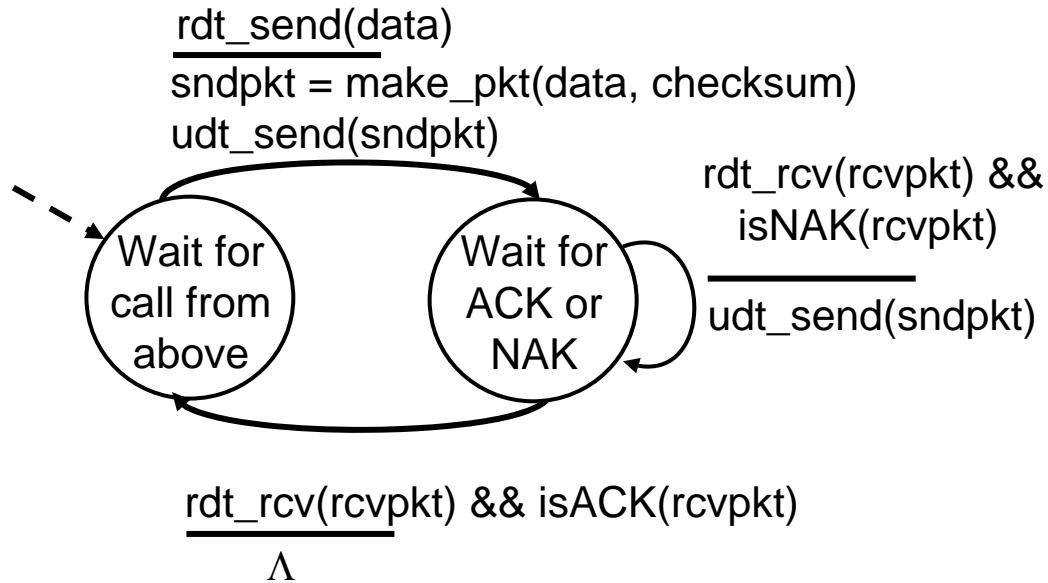 rdt_send(data)
sndpkt = make_pkt(data, checksum)
udt_send(sndpkt)
rdt_rcv(rcvpkt) &&
isNAK(rcvpkt)
udt_send(sndpkt)
Wait for
call from
above
Wait for
ACK or
NAK
rdt_rcv(rcvpkt) && isACK(rcvpkt)
Λ